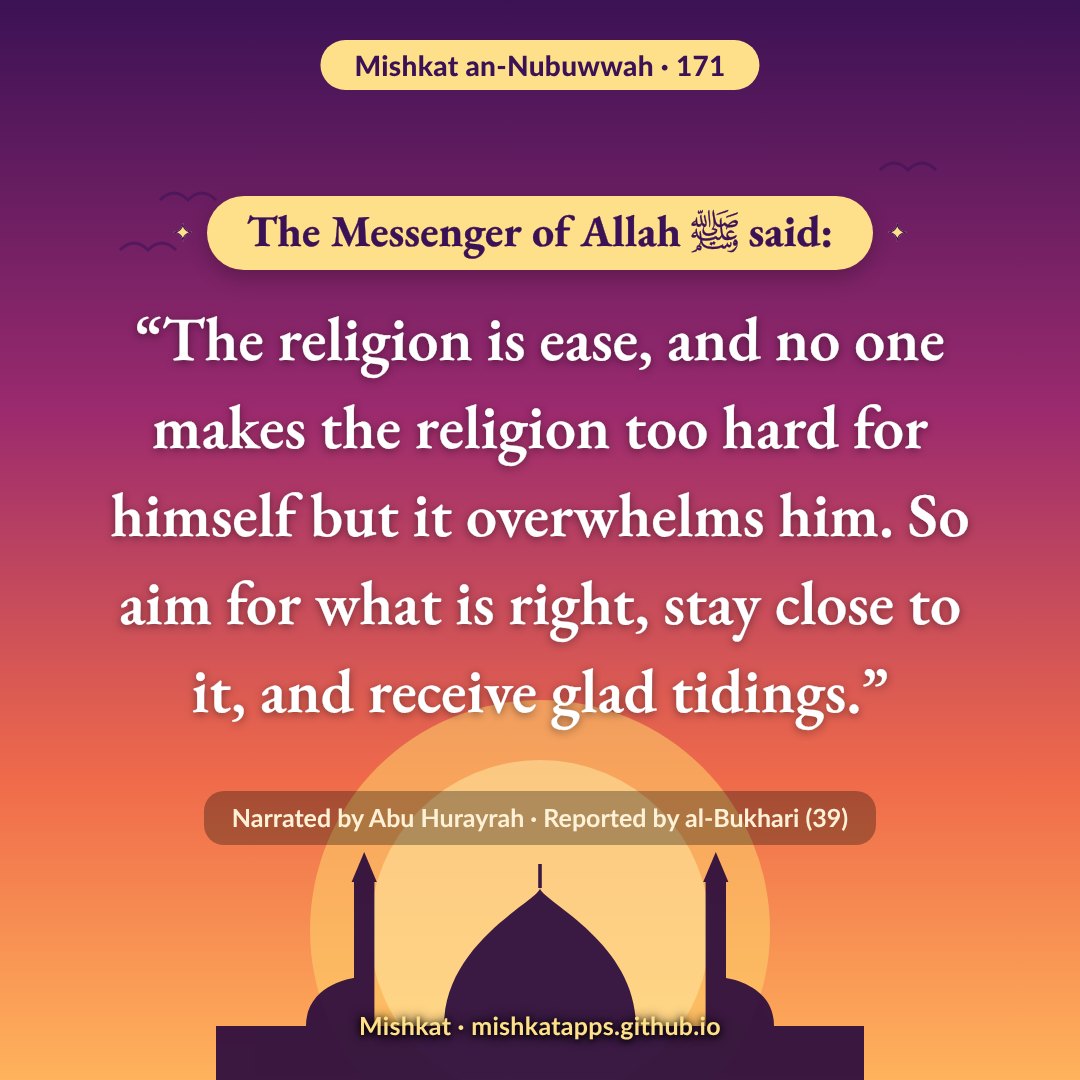 Mishkat an-Nubuwwah · 171
The Messenger of Allah ﷺ said:
“The religion is ease, and no one
makes the religion too hard for
himself but it overwhelms him. So
aim for what is right, stay close to
it, and receive glad tidings.”
Narrated by Abu Hurayrah · Reported by al-Bukhari (39)
Mishkat · mishkatapps.github.io